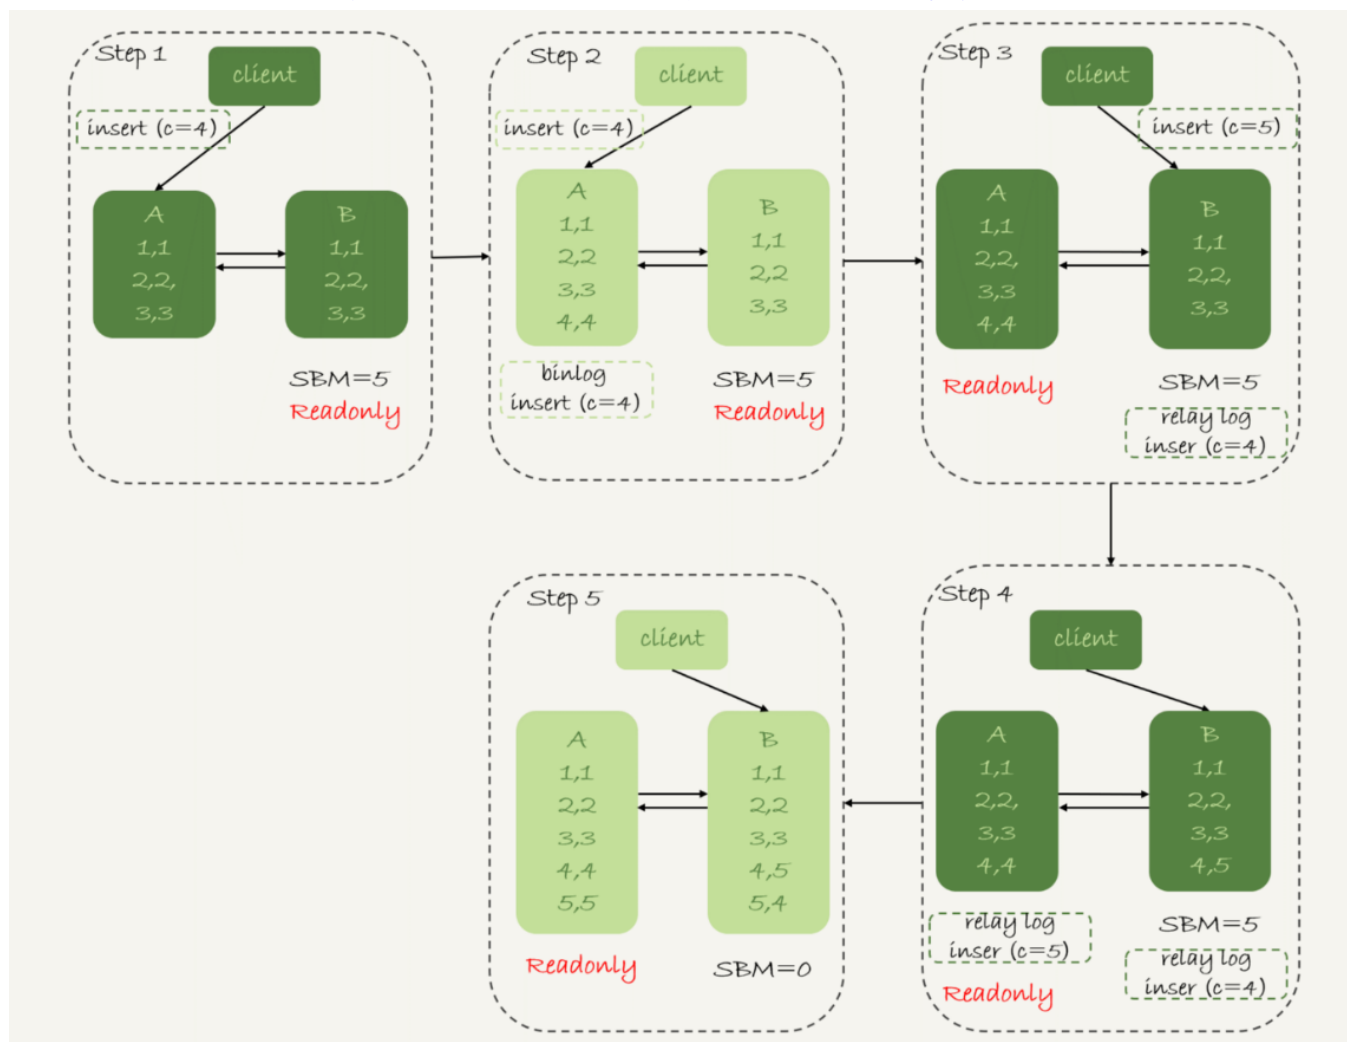 Step 1
client
insert (c=4)
A
1,1
2,2,
3,3
B
1,1
2,2,
3,3
SBM=5
Readonly
Step 2
client
insert (c=4)
A
1,1
2,2
3,3
4,4
binlog
insert (c=4)
B
1,1
2,2
3,3
SBM=5
Readonly
Step 3
client
insert (c=5)
A
1,1
2,2,
3,3
4,4
Readonly
B
1,1
2,2,
3,3
SBM=5
relay log
inser (c=4)
Step 4
client
A
1,1
2,2,
3,3
4,4
relay log
inser (c=5)
Readonly
B
1,1
2,2,
3,3
4,5
SBM=5
relay log
inser (c=4)
Step 5
client
A
1,1
2,2
3,3
4,4
5,5
Readonly
B
1,1
2,2
3,3
4,5
5,4
SBM=0